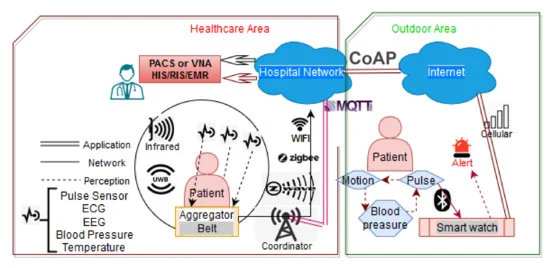 Healthcare Area
Outdoor Area
PACS or VNA
HIS/RIS/EMR
Hospital Network
CoAP
Internet
MQTT
WIFI
Cellular
Infrared
zigbee
Patient
Alert
UWB
Application
Network
Perception
Motion
Pulse
Patient
Pulse Sensor
ECG
EEG
Blood Pressure
Temperature
Aggregator
Belt
Coordinator
Blood
preasure
Smart watch